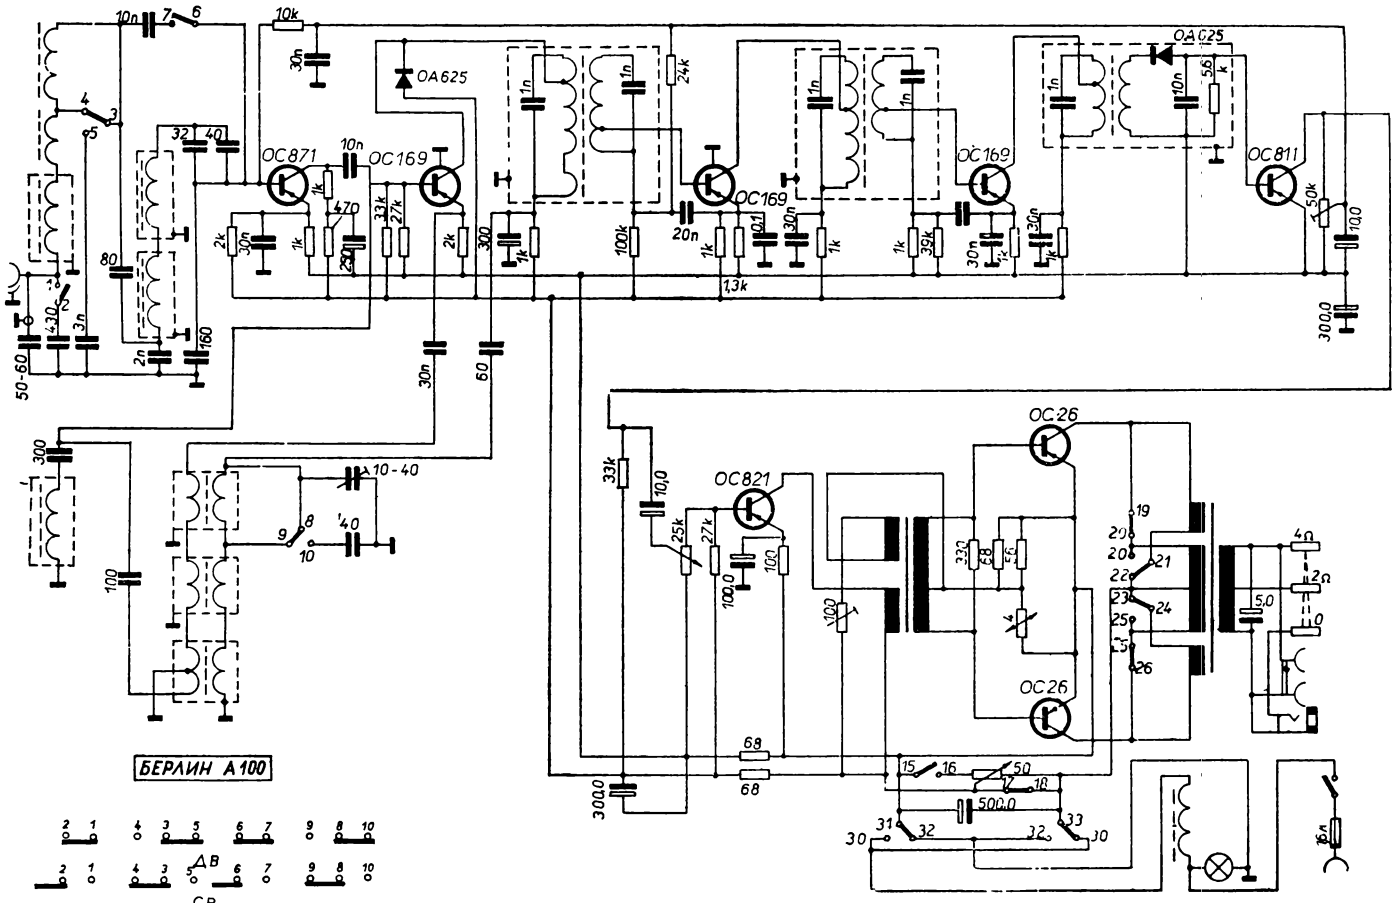 10n 7 6 10k
30n
OA625
1n 1n 24k 1n 1n 1n
OA625
10n 5,6 k
4 3 5
32 40
OC871 10n OC169 OC169 OC169 OC811
1k 470 33k 27k
2k 30n 1k 2k 300 1k 100k 20n 1k 0,1 30n 1k 1k 39k 30n 1k 30n 1k 50k 10,0
1,3k
80
1 2
430 3n 2n 160
50-60
30n 60
300,0
300
10-40
8 9 10 40
100
33k 10,0
OC821
25k 27k
100,0 100
100
OC26
330 68 56
4
OC26
19
20
20 21
22
23 24
25
26
5,0
4Ω
2Ω
0
68
68
300,0
15 16 50
17 18
500,0
31 32 33
30 32 30
БЕРЛИН А100
2 1 4 3 5 6 7 9 8 10
ДВ
2 1 4 3 5 6 7 9 8 10
СВ